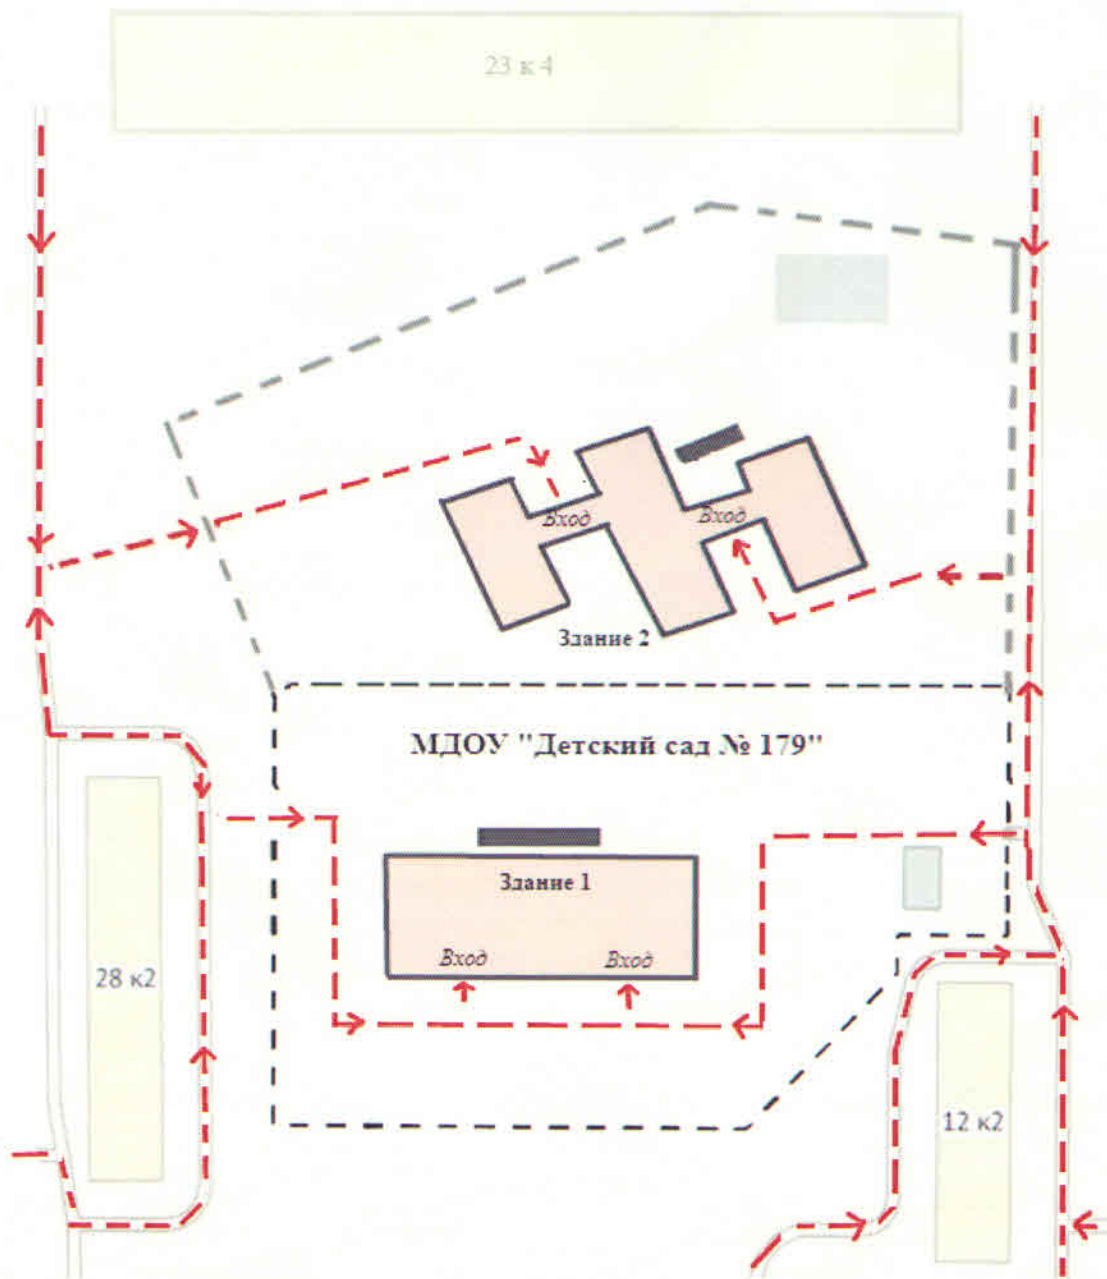 23 к 4
Вход
Вход
Здание 2
МДОУ "Детский сад № 179"
Здание 1
Вход
Вход
28 к2
12 к2